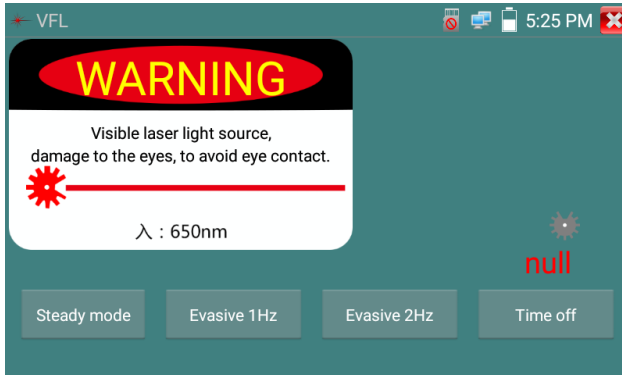 VFL
5:25 PM
WARNING
Visible laser light source,
damage to the eyes, to avoid eye contact.
入 : 650nm
null
Steady mode
Evasive 1Hz
Evasive 2Hz
Time off